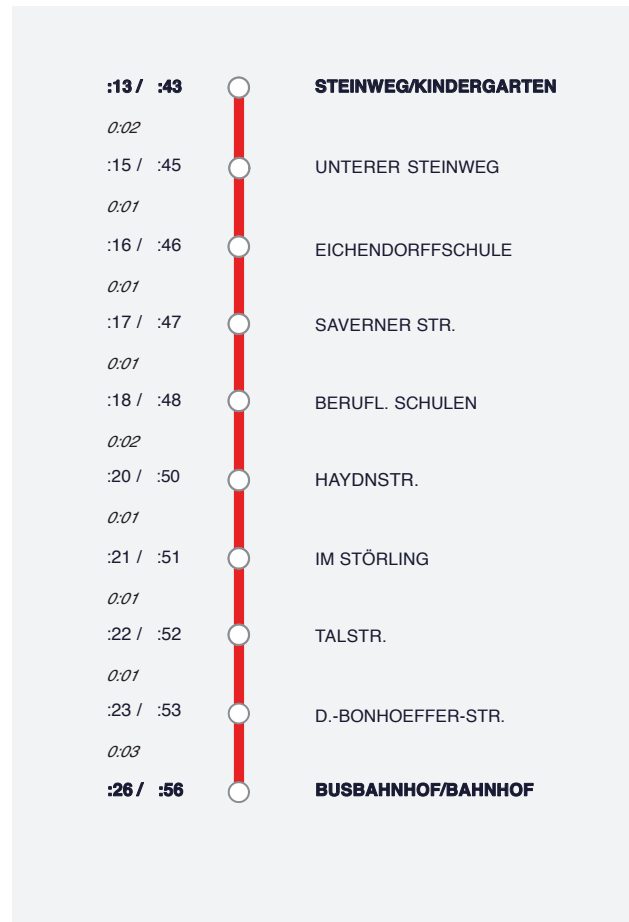 :13 / :43 STEINWEG/KINDERGARTEN
0:02
:15 / :45 UNTERER STEINWEG
0:01
:16 / :46 EICHENDORFFSCHULE
0:01
:17 / :47 SAVERNER STR.
0:01
:18 / :48 BERUFL. SCHULEN
0:02
:20 / :50 HAYDNSTR.
0:01
:21 / :51 IM STÖRLING
0:01
:22 / :52 TALSTR.
0:01
:23 / :53 D.-BONHOEFFER-STR.
0:03
:26 / :56 BUSBAHNHOF/BAHNHOF